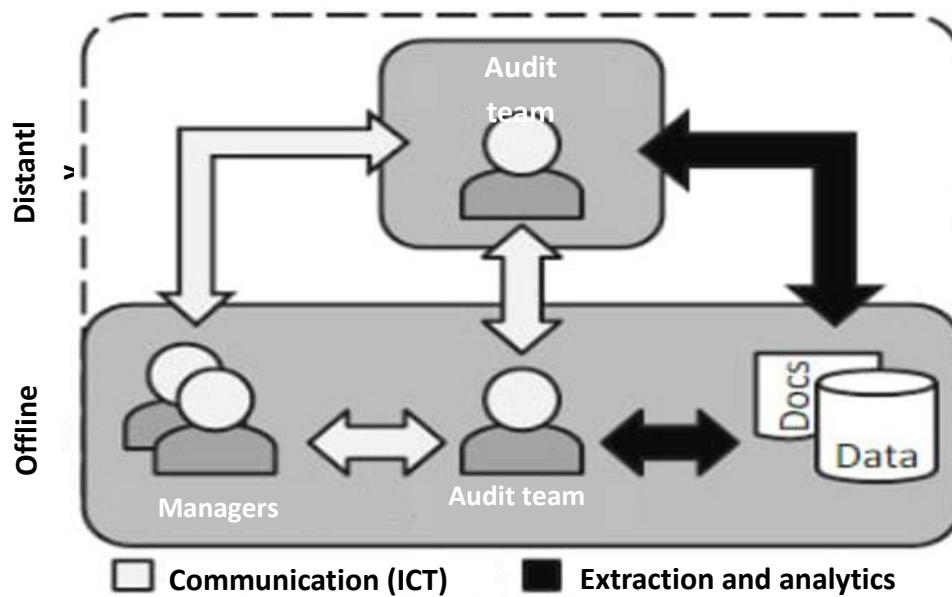 Audit
team
Distantl
y
Docs
Data
Offline
Managers
Audit team
Communication (ICT)
Extraction and analytics